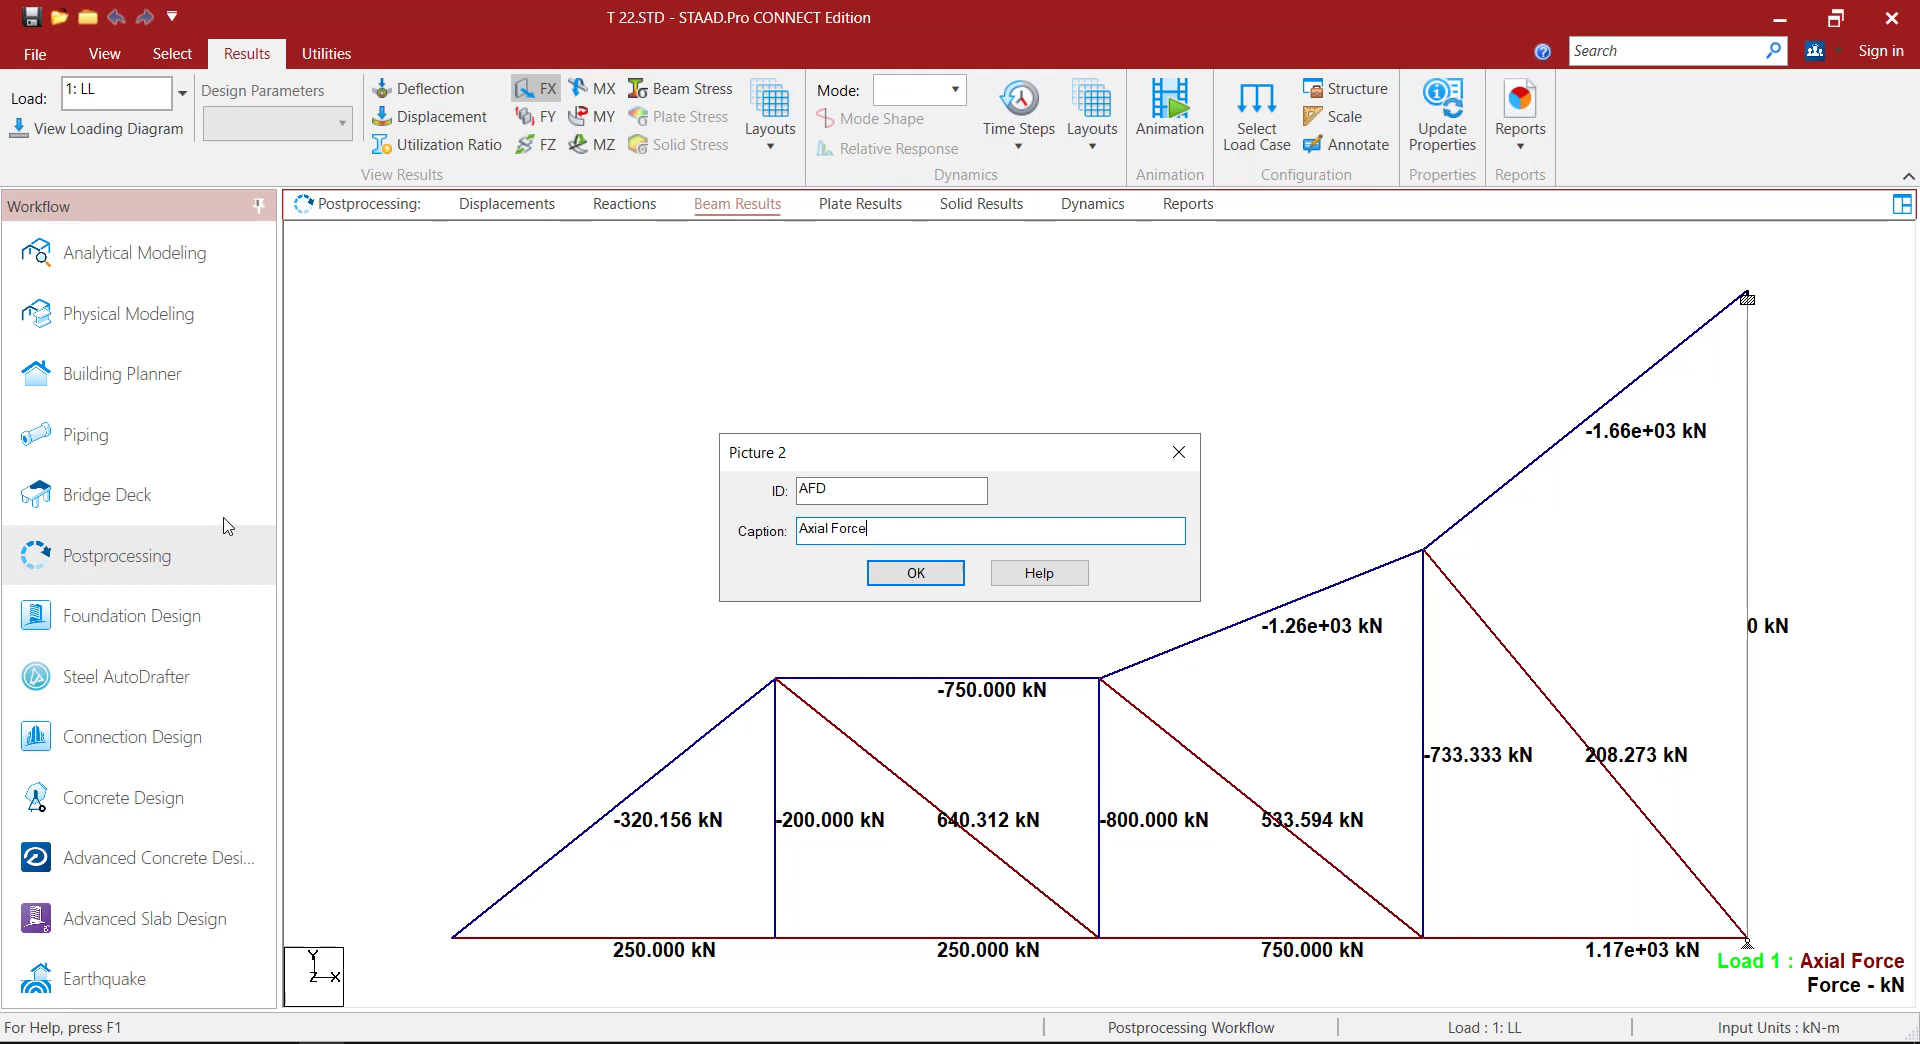 T 22.STD - STAAD.Pro CONNECT Edition
File
View
Select
Results
Utilities
Search
Sign in
Load:
1: LL
View Loading Diagram
Design Parameters
Deflection
Displacement
Utilization Ratio
FX
FY
FZ
MX
MY
MZ
Beam Stress
Plate Stress
Solid Stress
Layouts
View Results
Mode:
Mode Shape
Relative Response
Time Steps
Layouts
Dynamics
Animation
Animation
Select
Load Case
Structure
Scale
Annotate
Configuration
Update
Properties
Properties
Reports
Reports
Workflow
Postprocessing:
Displacements
Reactions
Beam Results
Plate Results
Solid Results
Dynamics
Reports
Analytical Modeling
Physical Modeling
Building Planner
Piping
Bridge Deck
Postprocessing
Foundation Design
Steel AutoDrafter
Connection Design
Concrete Design
Advanced Concrete Desi...
Advanced Slab Design
Earthquake
Picture 2
ID:
AFD
Caption:
Axial Force
OK
Help
-1.66e+03 kN
-1.26e+03 kN
0 kN
-750.000 kN
-733.333 kN
208.273 kN
-320.156 kN
-200.000 kN
640.312 kN
-800.000 kN
533.594 kN
250.000 kN
250.000 kN
750.000 kN
1.17e+03 kN
Load 1 : Axial Force
Force - kN
Y
Z
X
For Help, press F1
Postprocessing Workflow
Load : 1: LL
Input Units : kN-m